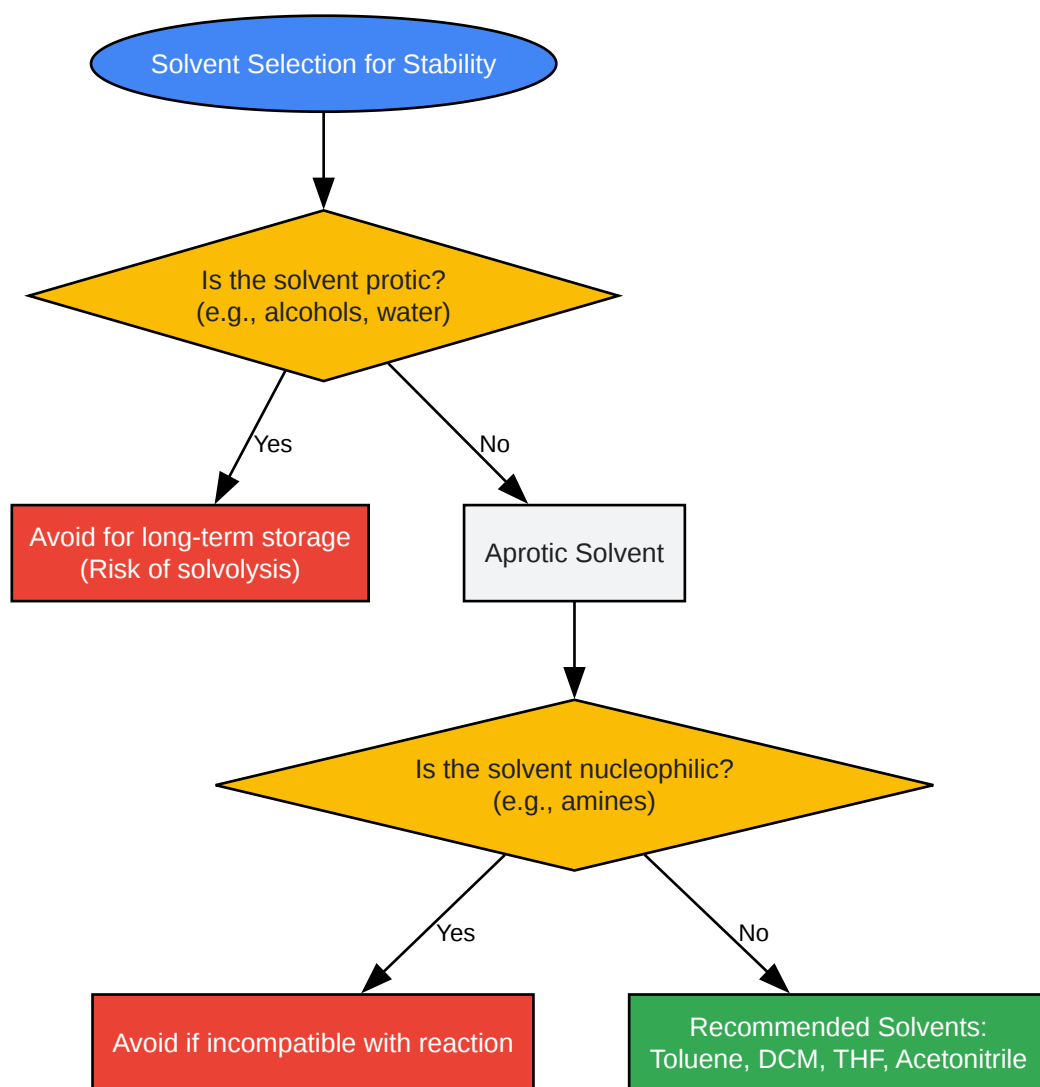 Solvent Selection for Stability
Is the solvent protic?
(e.g., alcohols, water)
Yes
No
Avoid for long-term storage
(Risk of solvolysis)
Aprotic Solvent
Is the solvent nucleophilic?
(e.g., amines)
Yes
No
Avoid if incompatible with reaction
Recommended Solvents:
Toluene, DCM, THF, Acetonitrile